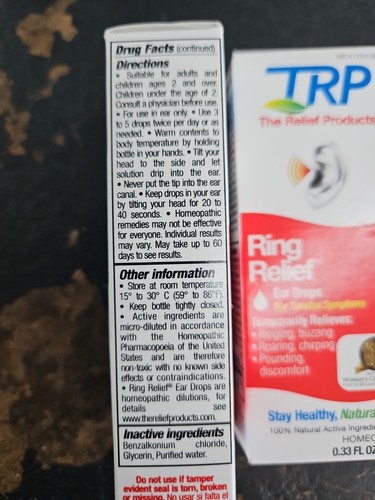 Drug Facts (continued)
Directions
• Suitable for adults and
children ages 2 and over.
Children under the age of 2:
Consult a physician before use.
• For use in ear only. • Use 3
to 5 drops twice per day or as
needed. • Warm contents to
body temperature by holding
bottle in your hands. • Tilt your
head to the side and let
solution drip into the ear.
• Never put the tip into the ear
canal. • Keep drops in your ear
by tilting your head for 20 to
40 seconds. • Homeopathic
remedies may not be effective
for everyone. Individual results
may vary. May take up to 60
days to see results.
Other information
• Store at room temperature
15° to 30° C (59° to 86°F).
• Keep bottle tightly closed.
• Active ingredients are
micro-diluted in accordance
with the Homeopathic
Pharmacopoeia of the United
States and are therefore
non-toxic with no known side
effects or contraindications.
• Ring Relief® Ear Drops are
homeopathic dilutions, for
details see
www.thereliefproducts.com.
Inactive ingredients
Benzalkonium chloride,
Glycerin, Purified water.
Do not use if tamper
evident seal is torn, broken
or missing. No usar si falta el
TRP
The Relief Products
Ring
Relief
Ear Drops
Temporarily Relieves:
• Ringing, buzzing
• Roaring, chirping
• Pounding,
discomfort
Stay Healthy, Natura
100% Natural Active Ingredie
HOMEO
0.33 FL OZ